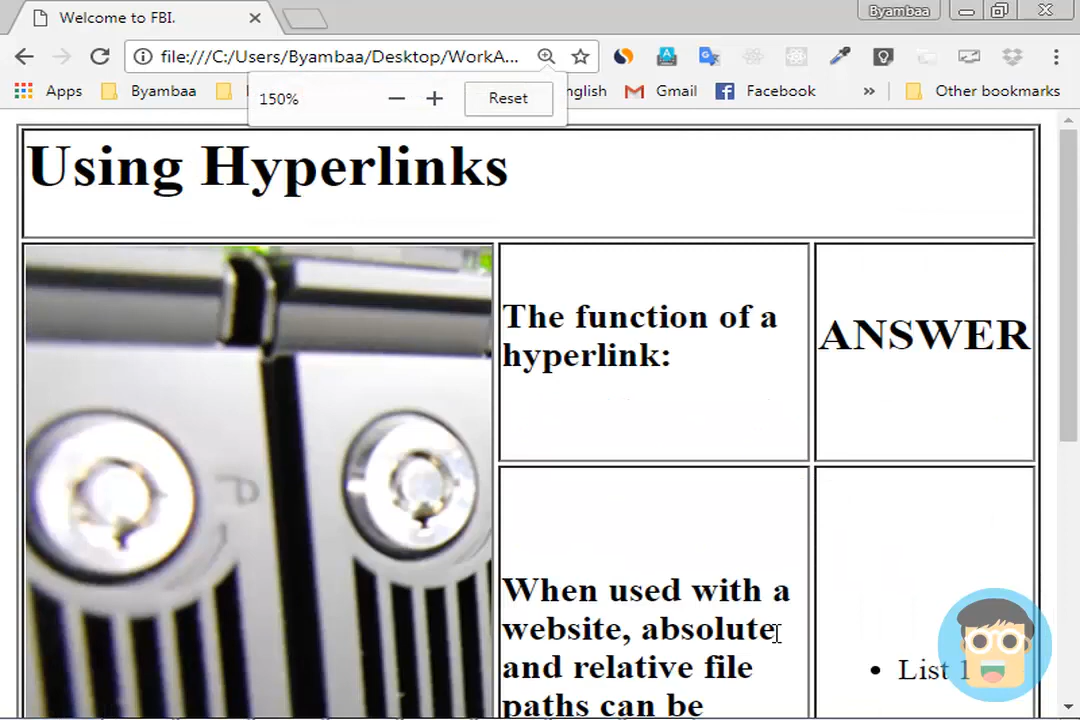 Welcome to FBI.
Byambaa
file:///C:/Users/Byambaa/Desktop/WorkA...
Apps
Byambaa
nglish
Gmail
Facebook
»
Other bookmarks
150%
Reset
Using Hyperlinks
The function of a
hyperlink:
ANSWER
When used with a
website, absolute
and relative file
paths can be
• List 1